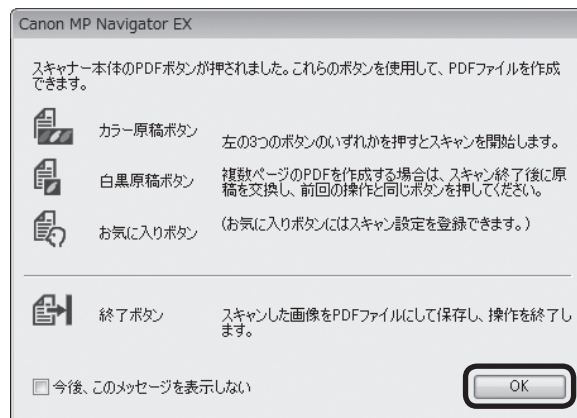 Canon MP Navigator EX
スキャナー本体のPDFボタンが押されました。これらのボタンを使用して、PDFファイルを作成
できます。
カラー原稿ボタン
左の3つのボタンのいずれかを押すとスキャンを開始します。
白黒原稿ボタン
複数ページのPDFを作成する場合は、スキャン終了後に原
稿を交換し、前回の操作と同じボタンを押してください。
お気に入りボタン
(お気に入りボタンにはスキャン設定を登録できます。)
終了ボタン
スキャンした画像をPDFファイルにして保存し、操作を終了し
ます。
今後、このメッセージを表示しない
OK